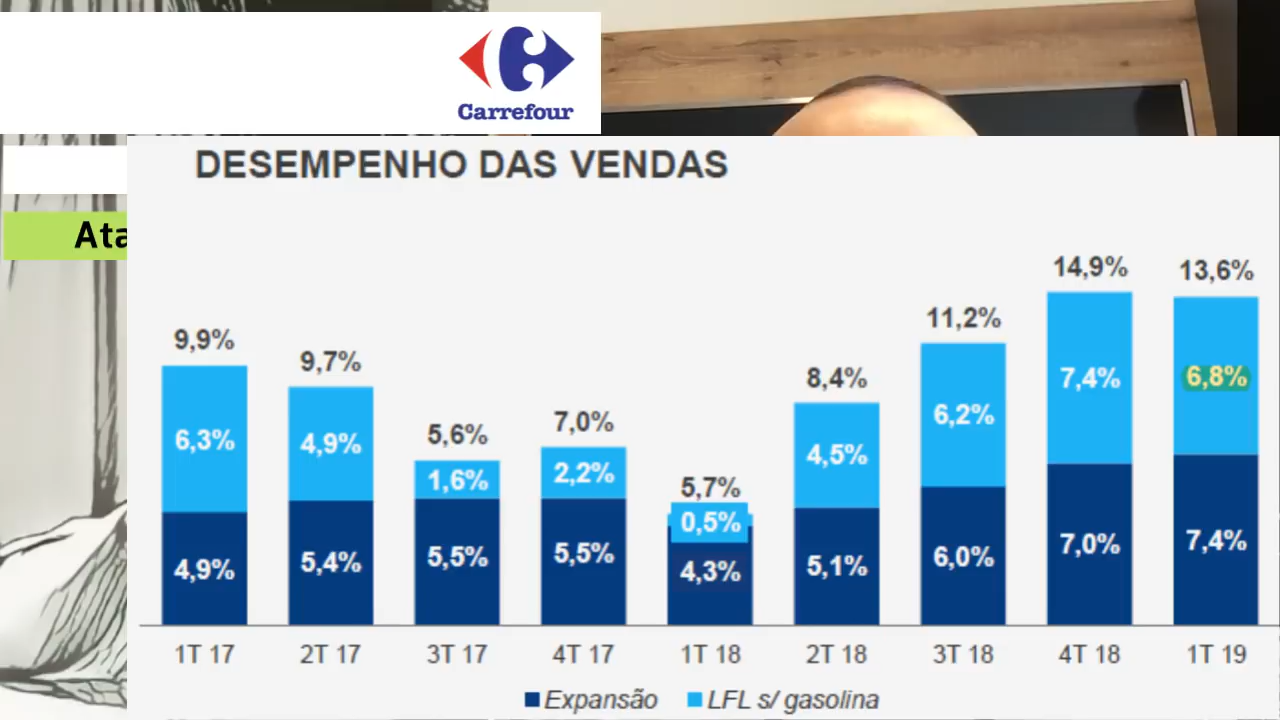 Carrefour
DESEMPENHO DAS VENDAS
Ata
9,9% 9,7% 5,6% 7,0% 5,7% 8,4% 11,2% 14,9% 13,6%
6,3% 4,9% 1,6% 2,2% 0,5% 4,5% 6,2% 7,4% 6,8%
4,9% 5,4% 5,5% 5,5% 4,3% 5,1% 6,0% 7,0% 7,4%
1T 17 2T 17 3T 17 4T 17 1T 18 2T 18 3T 18 4T 18 1T 19
Expansão LFL s/ gasolina